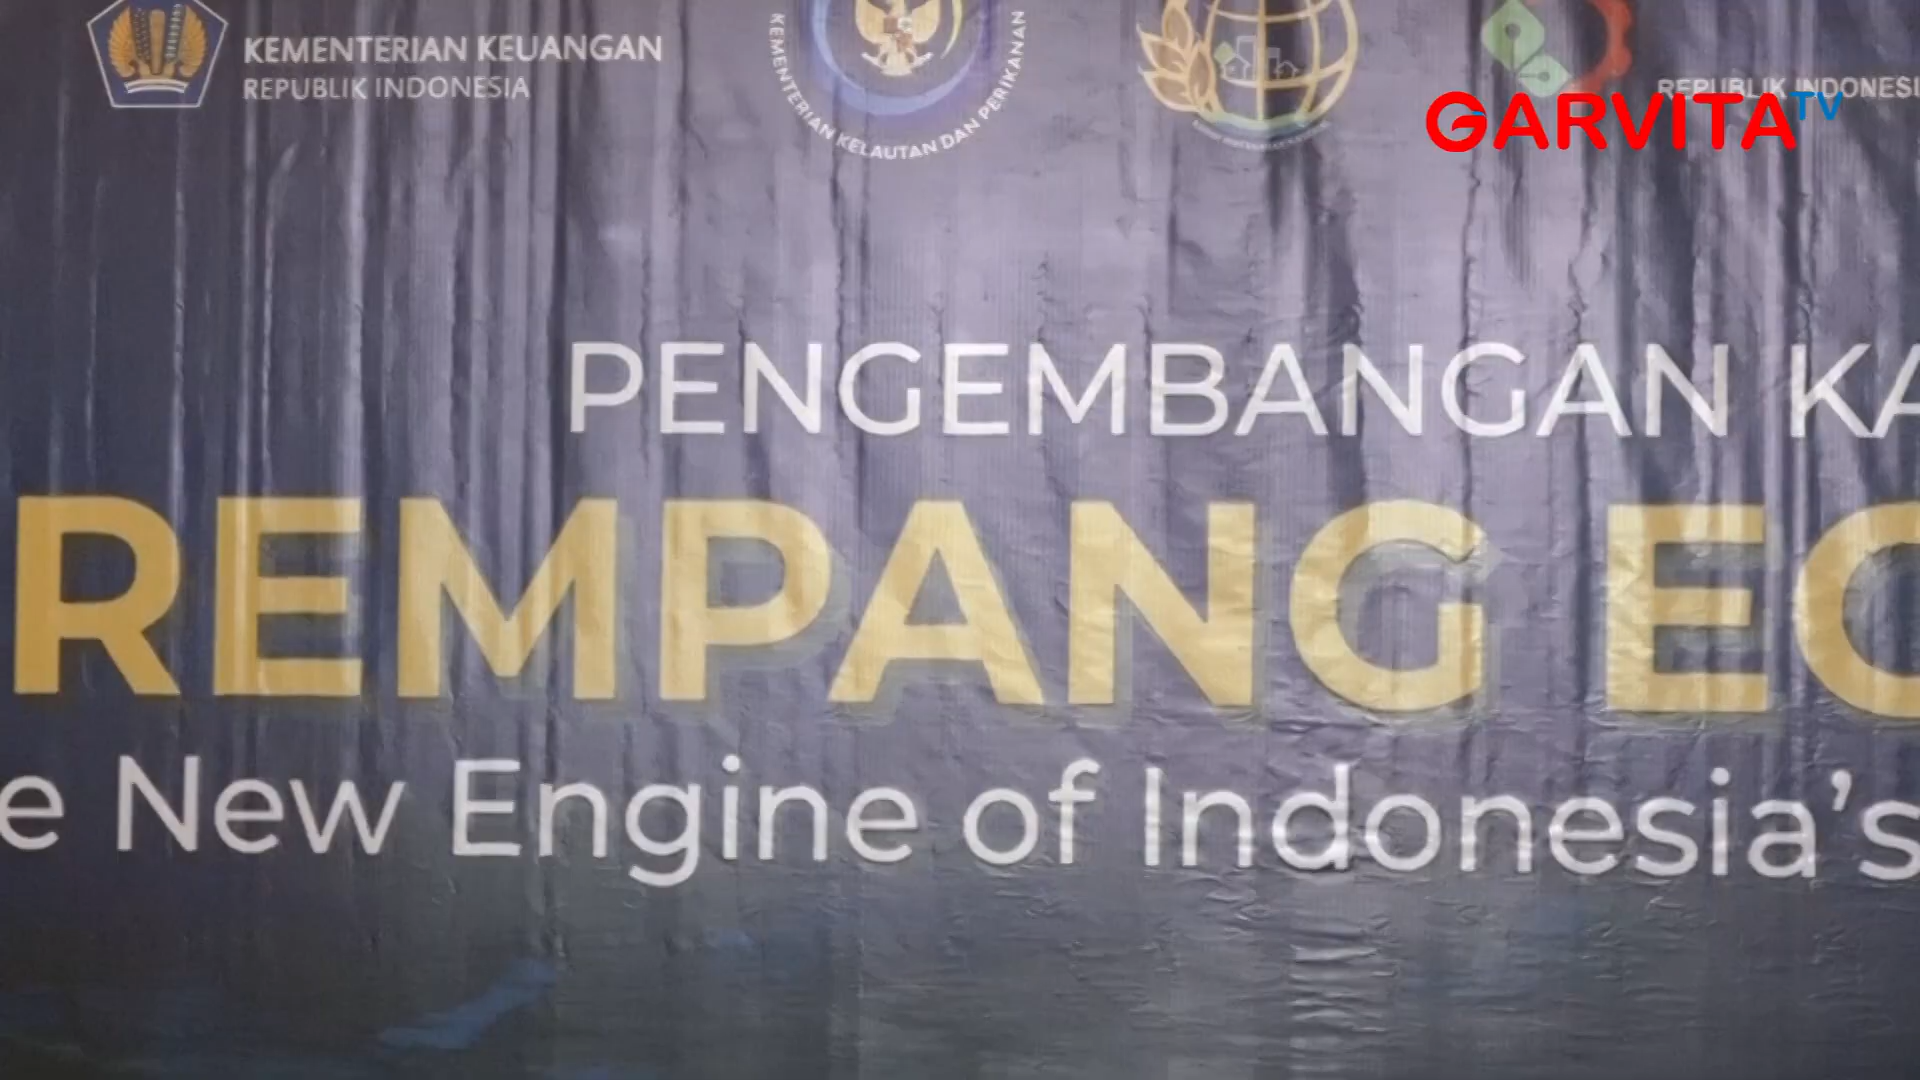 KEMENTERIAN KEUANGAN
REPUBLIK INDONESIA
KEMENTERIAN KELAUTAN DAN PERIKANAN
REPUBLIK INDONESI
GARVITA TV
PENGEMBANGAN KA
REMPANG EC
e New Engine of Indonesia's